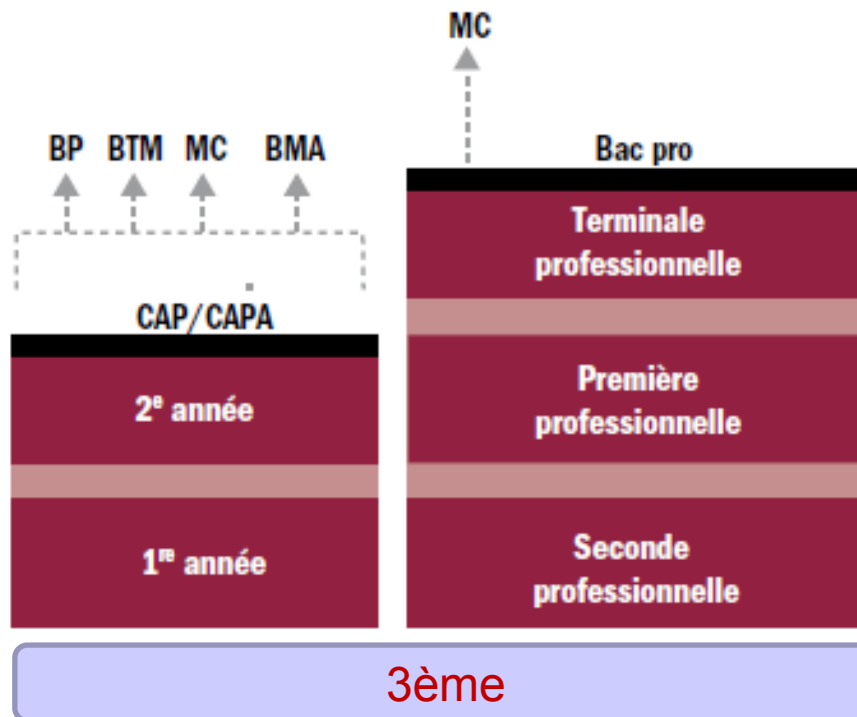 MC
BP BTM MC BMA
CAP/CAPA
2e année
1re année
Bac pro
Terminale
professionnelle
Première
professionnelle
Seconde
professionnelle
3ème